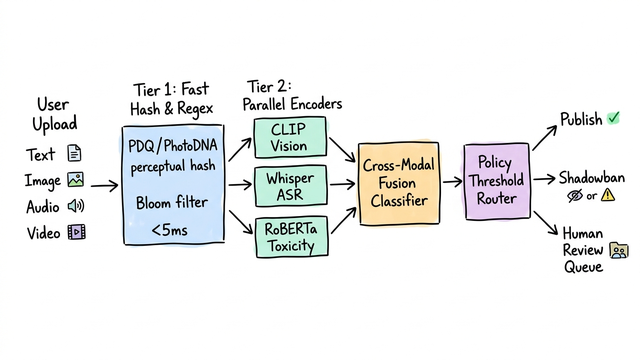 User
Upload
Text
Image
Audio
Video
Tier 1: Fast
Hash & Regex
PDQ/PhotoDNA
perceptual hash
Bloom filter
<5ms
Tier 2:
Parallel Encoders
CLIP
Vision
Whisper
ASR
RoBERTa
Toxicity
Cross-Modal
Fusion
Classifier
Policy
Threshold
Router
Publish
Shadowban
or
Human
Review
Queue